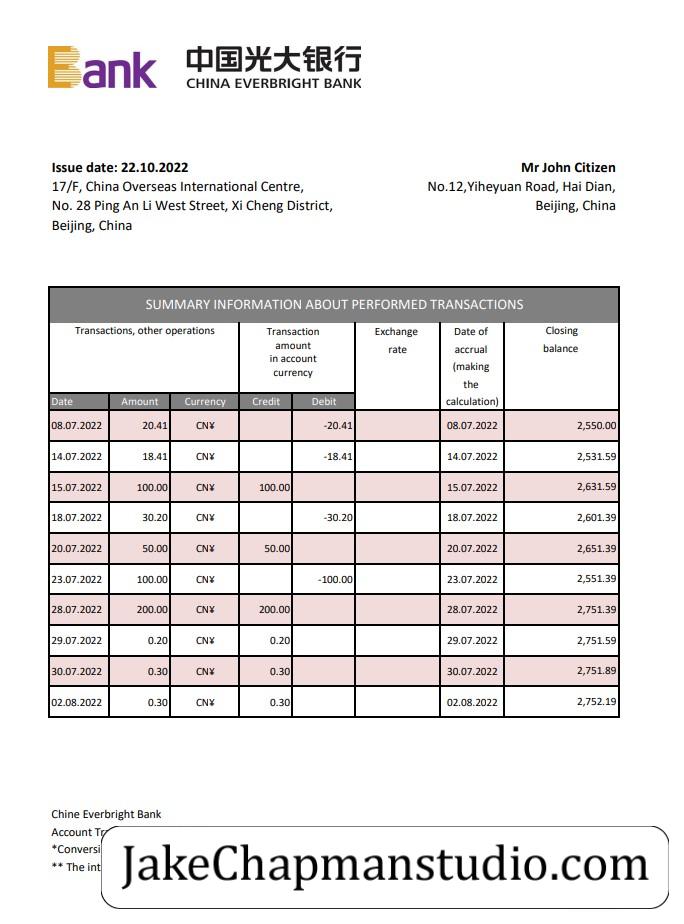 Bank
中国光大银行
CHINA EVERBRIGHT BANK
Issue date: 22.10.2022
17/F, China Overseas International Centre,
No. 28 Ping An Li West Street, Xi Cheng District,
Beijing, China
Mr John Citizen
No.12,Yiheyuan Road, Hai Dian,
Beijing, China
SUMMARY INFORMATION ABOUT PERFORMED TRANSACTIONS
Transactions, other operations
Transaction
amount
in account
currency
Exchange
rate
Date of
accrual
(making
the
calculation)
Closing
balance
Date Amount Currency Credit Debit
08.07.2022 20.41 CN¥ -20.41 08.07.2022 2,550.00
14.07.2022 18.41 CN¥ -18.41 14.07.2022 2,531.59
15.07.2022 100.00 CN¥ 100.00 15.07.2022 2,631.59
18.07.2022 30.20 CN¥ -30.20 18.07.2022 2,601.39
20.07.2022 50.00 CN¥ 50.00 20.07.2022 2,651.39
23.07.2022 100.00 CN¥ -100.00 23.07.2022 2,551.39
28.07.2022 200.00 CN¥ 200.00 28.07.2022 2,751.39
29.07.2022 0.20 CN¥ 0.20 29.07.2022 2,751.59
30.07.2022 0.30 CN¥ 0.30 30.07.2022 2,751.89
02.08.2022 0.30 CN¥ 0.30 02.08.2022 2,752.19
Chine Everbright Bank
Account
** The
JakeChapmanstudio.com